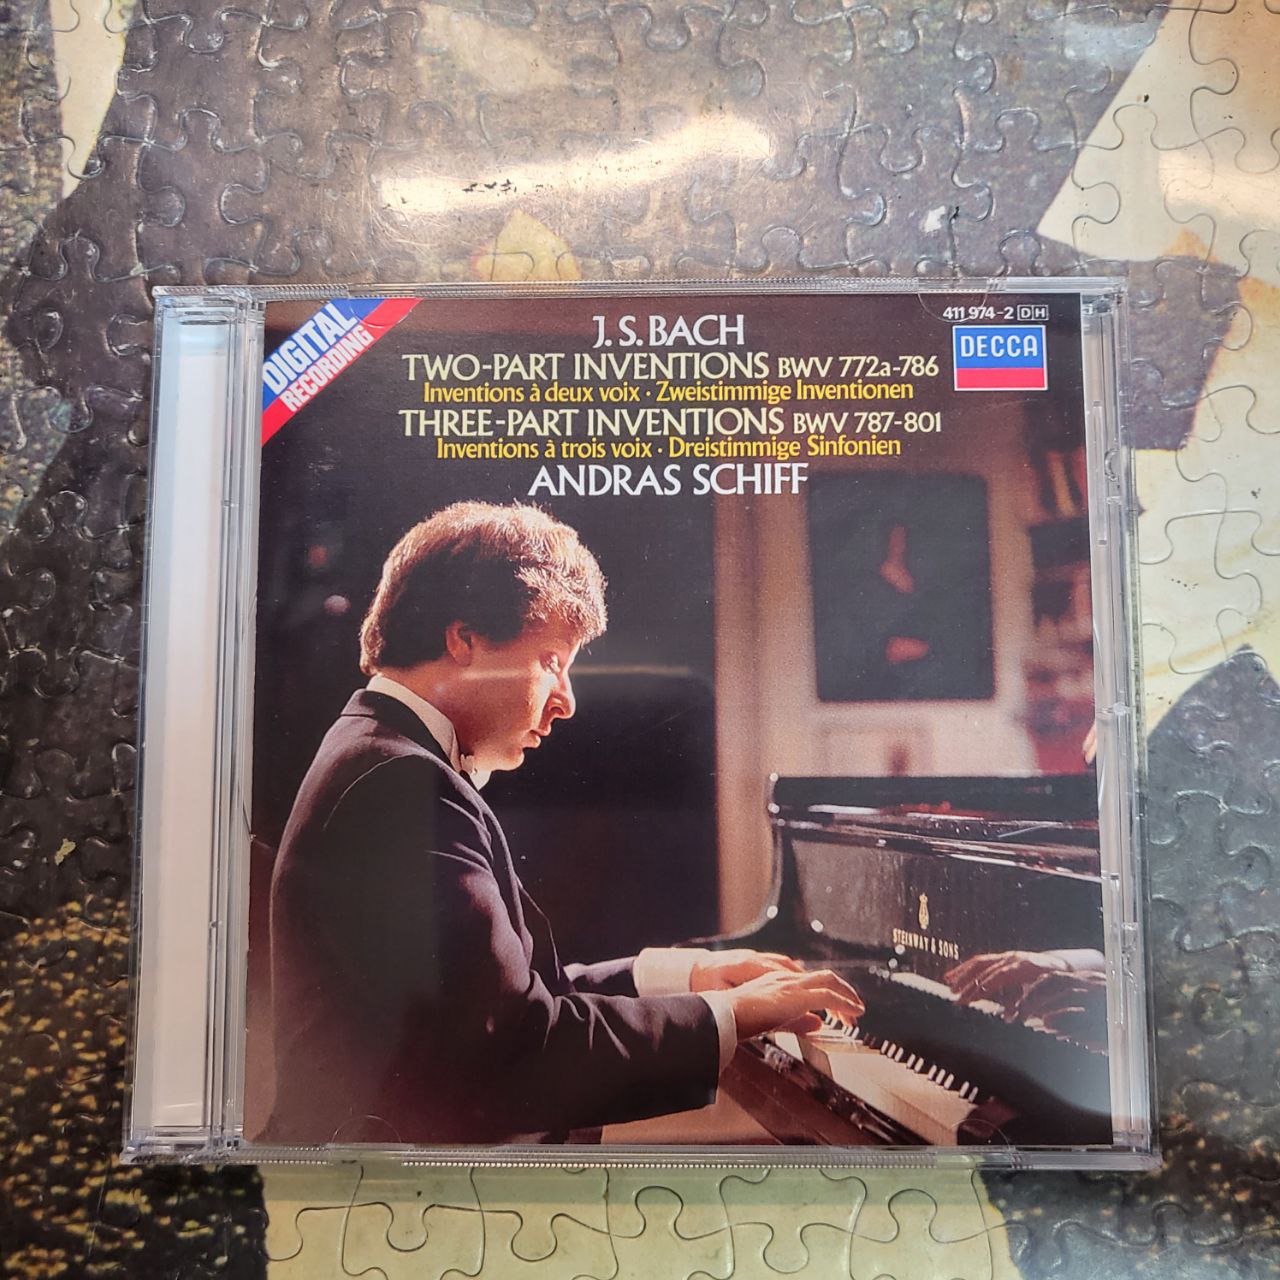 DIGITAL
RECORDING
J.S. BACH
TWO-PART INVENTIONS BWV 772a-786
Inventions à deux voix · Zweistimmige Inventionen
THREE-PART INVENTIONS BWV 787-801
Inventions à trois voix · Dreistimmige Sinfonien
ANDRAS SCHIFF
411 974-2 DH
DECCA
STEINWAY & SONS